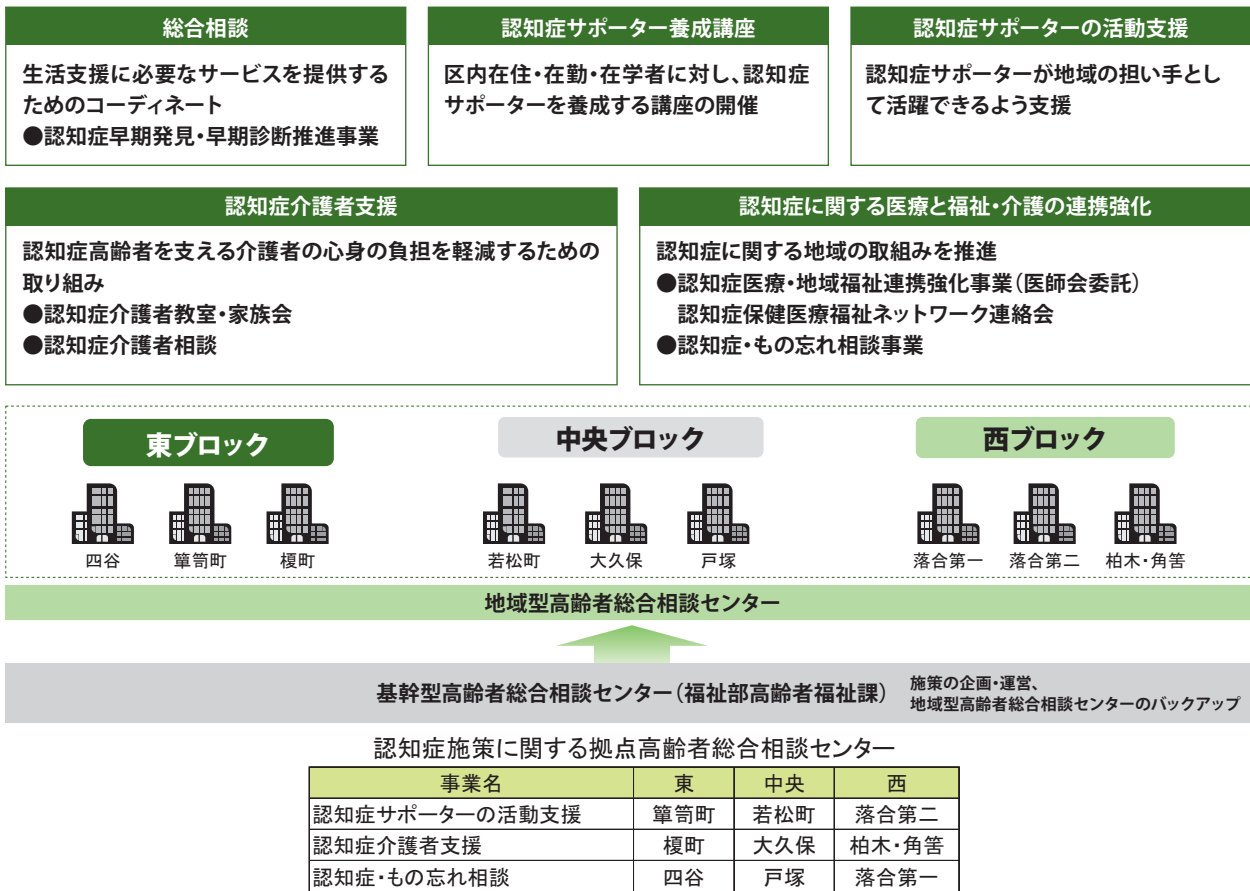 総合相談
生活支援に必要なサービスを提供する
ためのコーディネート
●認知症早期発見・早期診断推進事業
認知症サポーター養成講座
区内在住・在勤・在学者に対し、認知症
サポーターを養成する講座の開催
認知症サポーターの活動支援
認知症サポーターが地域の担い手とし
て活躍できるよう支援
認知症介護者支援
認知症高齢者を支える介護者の心身の負担を軽減するための
取り組み
●認知症介護者教室・家族会
●認知症介護者相談
認知症に関する医療と福祉・介護の連携強化
認知症に関する地域の取組みを推進
●認知症医療・地域福祉連携強化事業(医師会委託)
認知症保健医療福祉ネットワーク連絡会
●認知症・もの忘れ相談事業
東ブロック
四谷 簞笥町 榎町
中央ブロック
若松町 大久保 戸塚
西ブロック
落合第一 落合第二 柏木・角筈
地域型高齢者総合相談センター
基幹型高齢者総合相談センター(福祉部高齢者福祉課)
施策の企画・運営、
地域型高齢者総合相談センターのバックアップ
認知症施策に関する拠点高齢者総合相談センター
事業名 東 中央 西
認知症サポーターの活動支援 簞笥町 若松町 落合第二
認知症介護者支援 榎町 大久保 柏木・角筈
認知症・もの忘れ相談 四谷 戸塚 落合第一